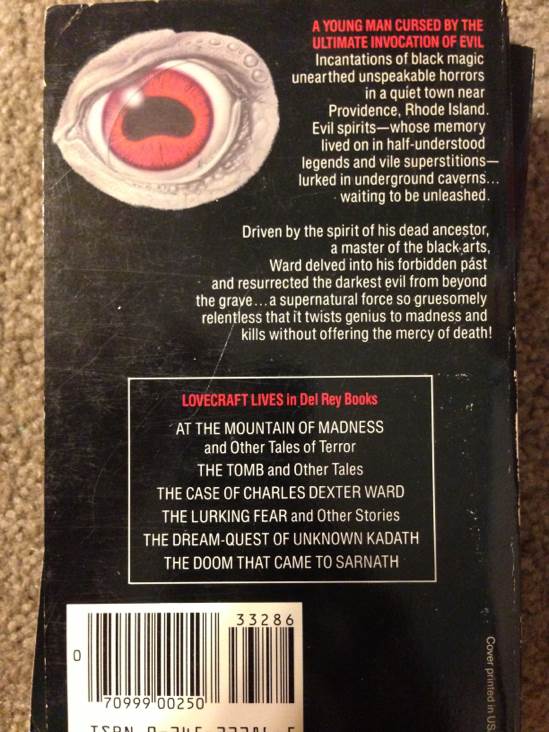 A YOUNG MAN CURSED BY THE
ULTIMATE INVOCATION OF EVIL
Incantations of black magic
unearthed unspeakable horrors
in a quiet town near
Providence, Rhode Island.
Evil spirits—whose memory
lived on in half-understood
legends and vile superstitions—
lurked in underground caverns...
waiting to be unleashed.
Driven by the spirit of his dead ancestor,
a master of the black arts,
Ward delved into his forbidden past
and resurrected the darkest evil from beyond
the grave...a supernatural force so gruesomely
relentless that it twists genius to madness and
kills without offering the mercy of death!
LOVECRAFT LIVES in Del Rey Books
AT THE MOUNTAIN OF MADNESS
and Other Tales of Terror
THE TOMB and Other Tales
THE CASE OF CHARLES DEXTER WARD
THE LURKING FEAR and Other Stories
THE DREAM-QUEST OF UNKNOWN KADATH
THE DOOM THAT CAME TO SARNATH
33286
0
70999 00250
ISBN 0-345-33286-5
Cover printed in US